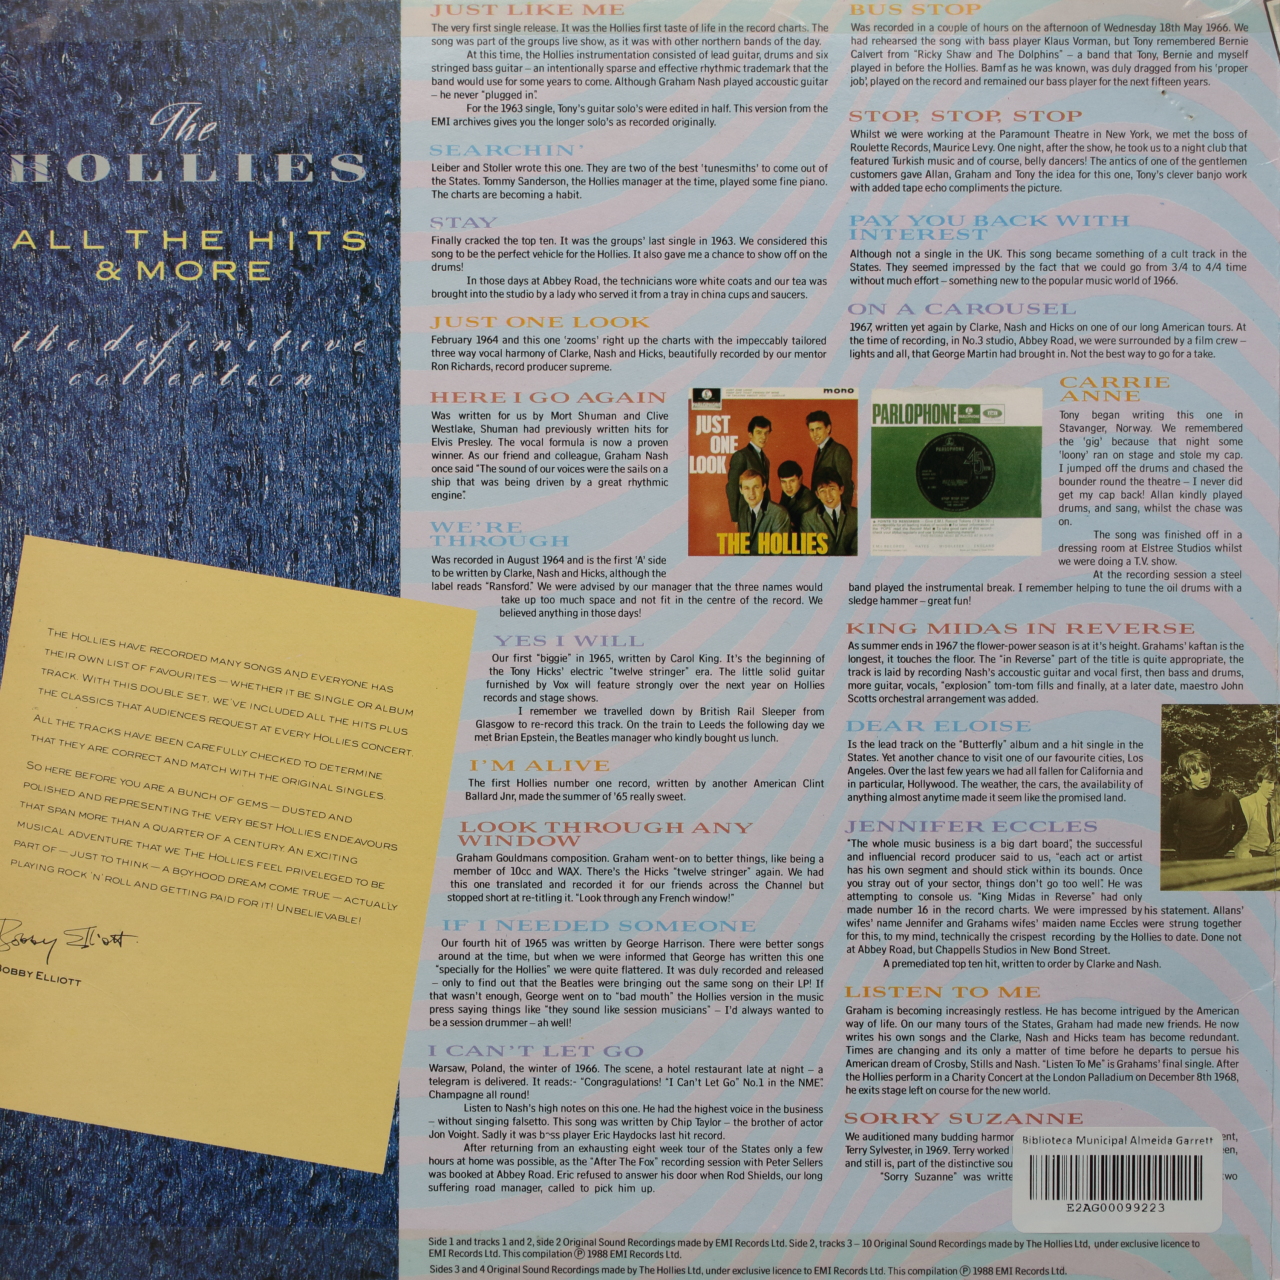 The
HOLLIES
ALL THE HITS
& MORE
the definitive
collection
THE HOLLIES HAVE RECORDED MANY SONGS AND EVERYONE HAS
THEIR OWN LIST OF FAVOURITES — WHETHER IT BE SINGLE OR ALBUM
TRACK. WITH THIS DOUBLE SET, WE'VE INCLUDED ALL THE HITS PLUS
THE CLASSICS THAT AUDIENCES REQUEST AT EVERY HOLLIES CONCERT.
ALL THE TRACKS HAVE BEEN CAREFULLY CHECKED TO DETERMINE
THAT THEY ARE CORRECT AND MATCH WITH THE ORIGINAL SINGLES.
SO HERE BEFORE YOU ARE A BUNCH OF GEMS — DUSTED AND
POLISHED AND REPRESENTING THE VERY BEST HOLLIES ENDEAVOURS
THAT SPAN MORE THAN A QUARTER OF A CENTURY. AN EXCITING
MUSICAL ADVENTURE THAT WE THE HOLLIES FEEL PRIVELEGED TO BE
PART OF — JUST TO THINK — A BOYHOOD DREAM COME TRUE — ACTUALLY
PLAYING ROCK 'N' ROLL AND GETTING PAID FOR IT! UNBELIEVABLE!
Bobby Elliott
BOBBY ELLIOTT
JUST LIKE ME
The very first single release. It was the Hollies first taste of life in the record charts. The
song was part of the groups live show, as it was with other northern bands of the day.
At this time, the Hollies instrumentation consisted of lead guitar, drums and six
stringed bass guitar – an intentionally sparse and effective rhythmic trademark that the
band would use for some years to come. Although Graham Nash played accoustic guitar
– he never "plugged in".
For the 1963 single, Tony's guitar solo's were edited in half. This version from the
EMI archives gives you the longer solo's as recorded originally.
SEARCHIN'
Leiber and Stoller wrote this one. They are two of the best 'tunesmiths' to come out of
the States. Tommy Sanderson, the Hollies manager at the time, played some fine piano.
The charts are becoming a habit.
STAY
Finally cracked the top ten. It was the groups' last single in 1963. We considered this
song to be the perfect vehicle for the Hollies. It also gave me a chance to show off on the
drums!
In those days at Abbey Road, the technicians wore white coats and our tea was
brought into the studio by a lady who served it from a tray in china cups and saucers.
JUST ONE LOOK
February 1964 and this one 'zooms' right up the charts with the impeccably tailored
three way vocal harmony of Clarke, Nash and Hicks, beautifully recorded by our mentor
Ron Richards, record producer supreme.
HERE I GO AGAIN
Was written for us by Mort Shuman and Clive
Westlake, Shuman had previously written hits for
Elvis Presley. The vocal formula is now a proven
winner. As our friend and colleague, Graham Nash
once said "The sound of our voices were the sails on a
ship that was being driven by a great rhythmic
engine".
WE'RE
THROUGH
Was recorded in August 1964 and is the first 'A' side
to be written by Clarke, Nash and Hicks, although the
label reads "Ransford." We were advised by our manager that the three names would
take up too much space and not fit in the centre of the record. We
believed anything in those days!
YES I WILL
Our first "biggie" in 1965, written by Carol King. It's the beginning of
the Tony Hicks' electric "twelve stringer" era. The little solid guitar
furnished by Vox will feature strongly over the next year on Hollies
records and stage shows.
I remember we travelled down by British Rail Sleeper from
Glasgow to re-record this track. On the train to Leeds the following day we
met Brian Epstein, the Beatles manager who kindly bought us lunch.
I'M ALIVE
The first Hollies number one record, written by another American Clint
Ballard Jnr, made the summer of '65 really sweet.
LOOK THROUGH ANY
WINDOW
Graham Gouldmans composition. Graham went-on to better things, like being a
member of 10cc and WAX. There's the Hicks "twelve stringer" again. We had
this one translated and recorded it for our friends across the Channel but
stopped short at re-titling it. "Look through any French window!"
IF I NEEDED SOMEONE
Our fourth hit of 1965 was written by George Harrison. There were better songs
around at the time, but when we were informed that George has written this one
"specially for the Hollies" we were quite flattered. It was duly recorded and released
– only to find out that the Beatles were bringing out the same song on their LP! If
that wasn't enough, George went on to "bad mouth" the Hollies version in the music
press saying things like "they sound like session musicians" – I'd always wanted to
be a session drummer – ah well!
I CAN'T LET GO
Warsaw, Poland, the winter of 1966. The scene, a hotel restaurant late at night – a
telegram is delivered. It reads:- "Congratulations! "I Can't Let Go" No.1 in the NME".
Champagne all round!
Listen to Nash's high notes on this one. He had the highest voice in the business
– without singing falsetto. This song was written by Chip Taylor – the brother of actor
Jon Voight. Sadly it was bass player Eric Haydocks last hit record.
After returning from an exhausting eight week tour of the States only a few
hours at home was possible, as the "After The Fox" recording session with Peter Sellers
was booked at Abbey Road. Eric refused to answer his door when Rod Shields, our long
suffering road manager, called to pick him up.
BUS STOP
Was recorded in a couple of hours on the afternoon of Wednesday 18th May 1966. We
had rehearsed the song with bass player Klaus Vorman, but Tony remembered Bernie
Calvert from "Ricky Shaw and The Dolphins" – a band that Tony, Bernie and myself
played in before the Hollies. Bamf as he was known, was duly dragged from his 'proper
job', played on the record and remained our bass player for the next fifteen years.
STOP, STOP, STOP
Whilst we were working at the Paramount Theatre in New York, we met the boss of
Roulette Records, Maurice Levy. One night, after the show, he took us to a night club that
featured Turkish music and of course, belly dancers! The antics of one of the gentlemen
customers gave Allan, Graham and Tony the idea for this one, Tony's clever banjo work
with added tape echo compliments the picture.
PAY YOU BACK WITH
INTEREST
Although not a single in the UK. This song became something of a cult track in the
States. They seemed impressed by the fact that we could go from 3/4 to 4/4 time
without much effort – something new to the popular music world of 1966.
ON A CAROUSEL
1967, written yet again by Clarke, Nash and Hicks on one of our long American tours. At
the time of recording, in No.3 studio, Abbey Road, we were surrounded by a film crew –
lights and all, that George Martin had brought in. Not the best way to go for a take.
mono
JUST
ONE
LOOK
THE HOLLIES
PARLOPHONE
EMI
PARLOPHONE
45
CARRIE
ANNE
Tony began writing this one in
Stavanger, Norway. We remembered
the 'gig' because that night some
'loony' ran on stage and stole my cap.
I jumped off the drums and chased the
bounder round the theatre – I never did
get my cap back! Allan kindly played
drums, and sang, whilst the chase was
on.
The song was finished off in a
dressing room at Elstree Studios whilst
we were doing a T.V. show.
At the recording session a steel
band played the instrumental break. I remember helping to tune the oil drums with a
sledge hammer – great fun!
KING MIDAS IN REVERSE
As summer ends in 1967 the flower-power season is at it's height. Grahams' kaftan is the
longest, it touches the floor. The "in Reverse" part of the title is quite appropriate, the
track is laid by recording Nash's accoustic guitar and vocal first, then bass and drums,
more guitar, vocals, "explosion" tom-tom fills and finally, at a later date, maestro John
Scotts orchestral arrangement was added.
DEAR ELOISE
Is the lead track on the "Butterfly" album and a hit single in the
States. Yet another chance to visit one of our favourite cities, Los
Angeles. Over the last few years we had all fallen for California and
in particular, Hollywood. The weather, the cars, the availability of
anything almost anytime made it seem like the promised land.
JENNIFER ECCLES
"The whole music business is a big dart board", the successful
and influencial record producer said to us, "each act or artist
has his own segment and should stick within its bounds. Once
you stray out of your sector, things don't go too well". He was
attempting to console us. "King Midas in Reverse" had only
made number 16 in the record charts. We were impressed by his statement. Allans'
wifes' name Jennifer and Grahams wifes' maiden name Eccles were strung together
for this, to my mind, technically the crispest recording by the Hollies to date. Done not
at Abbey Road, but Chappells Studios in New Bond Street.
A premediated top ten hit, written to order by Clarke and Nash.
LISTEN TO ME
Graham is becoming increasingly restless. He has become intrigued by the American
way of life. On our many tours of the States, Graham had made new friends. He now
writes his own songs and the Clarke, Nash and Hicks team has become redundant.
Times are changing and its only a matter of time before he departs to persue his
American dream of Crosby, Stills and Nash. "Listen To Me" is Grahams' final single. After
the Hollies perform in a Charity Concert at the London Palladium on December 8th 1968,
he exits stage left on course for the new world.
SORRY SUZANNE
We auditioned many budding harmon
Terry Sylvester, in 1969. Terry worked
and still is, part of the distinctive sou
"Sorry Suzanne" was writte
Biblioteca Municipal Almeida Garrett
E2AG00099223
Side 1 and tracks 1 and 2, side 2 Original Sound Recordings made by EMI Records Ltd. Side 2, tracks 3 – 10 Original Sound Recordings made by The Hollies Ltd, under exclusive licence to
EMI Records Ltd. This compilation ℗ 1988 EMI Records Ltd.
Sides 3 and 4 Original Sound Recordings made by The Hollies Ltd, under exclusive licence to EMI Records Ltd. This compilation ℗ 1988 EMI Records Ltd.